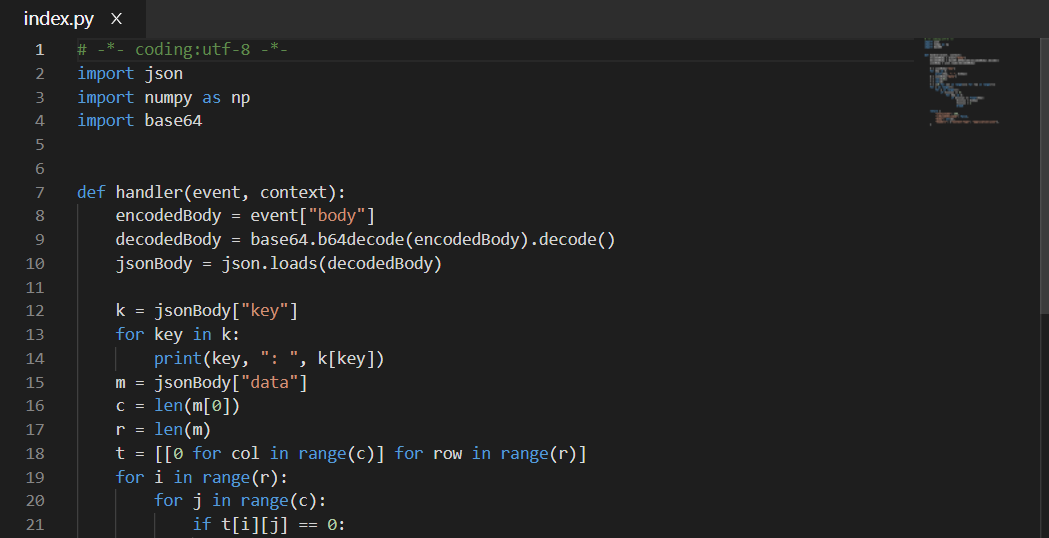 index.py X
1 # -*- coding:utf-8 -*-
2 import json
3 import numpy as np
4 import base64
5
6
7 def handler(event, context):
8     encodedBody = event["body"]
9     decodedBody = base64.b64decode(encodedBody).decode()
10     jsonBody = json.loads(decodedBody)
11
12     k = jsonBody["key"]
13     for key in k:
14         print(key, ": ", k[key])
15     m = jsonBody["data"]
16     c = len(m[0])
17     r = len(m)
18     t = [[0 for col in range(c)] for row in range(r)]
19     for i in range(r):
20         for j in range(c):
21             if t[i][j] == 0: